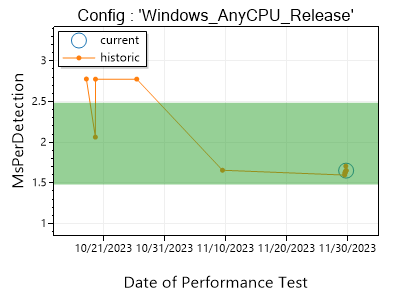 Config : 'Windows_AnyCPU_Release'
current
historic
MsPerDetection
3
2.5
2
1.5
1
10/21/2023
10/31/2023
11/10/2023
11/20/2023
11/30/2023
Date of Performance Test